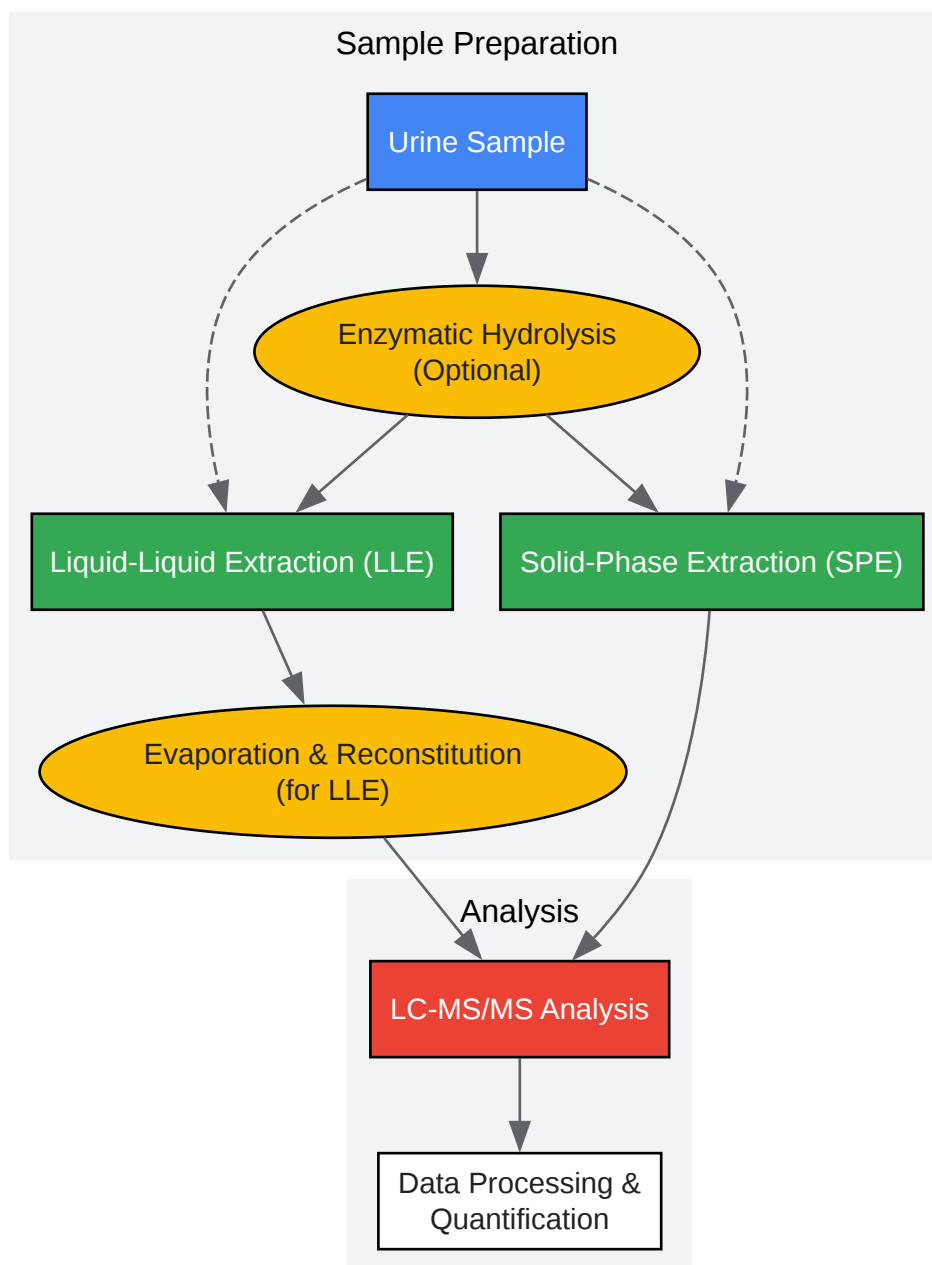 Sample Preparation
Urine Sample
Enzymatic Hydrolysis
(Optional)
Liquid-Liquid Extraction (LLE)
Solid-Phase Extraction (SPE)
Evaporation & Reconstitution
(for LLE)
Analysis
LC-MS/MS Analysis
Data Processing &
Quantification